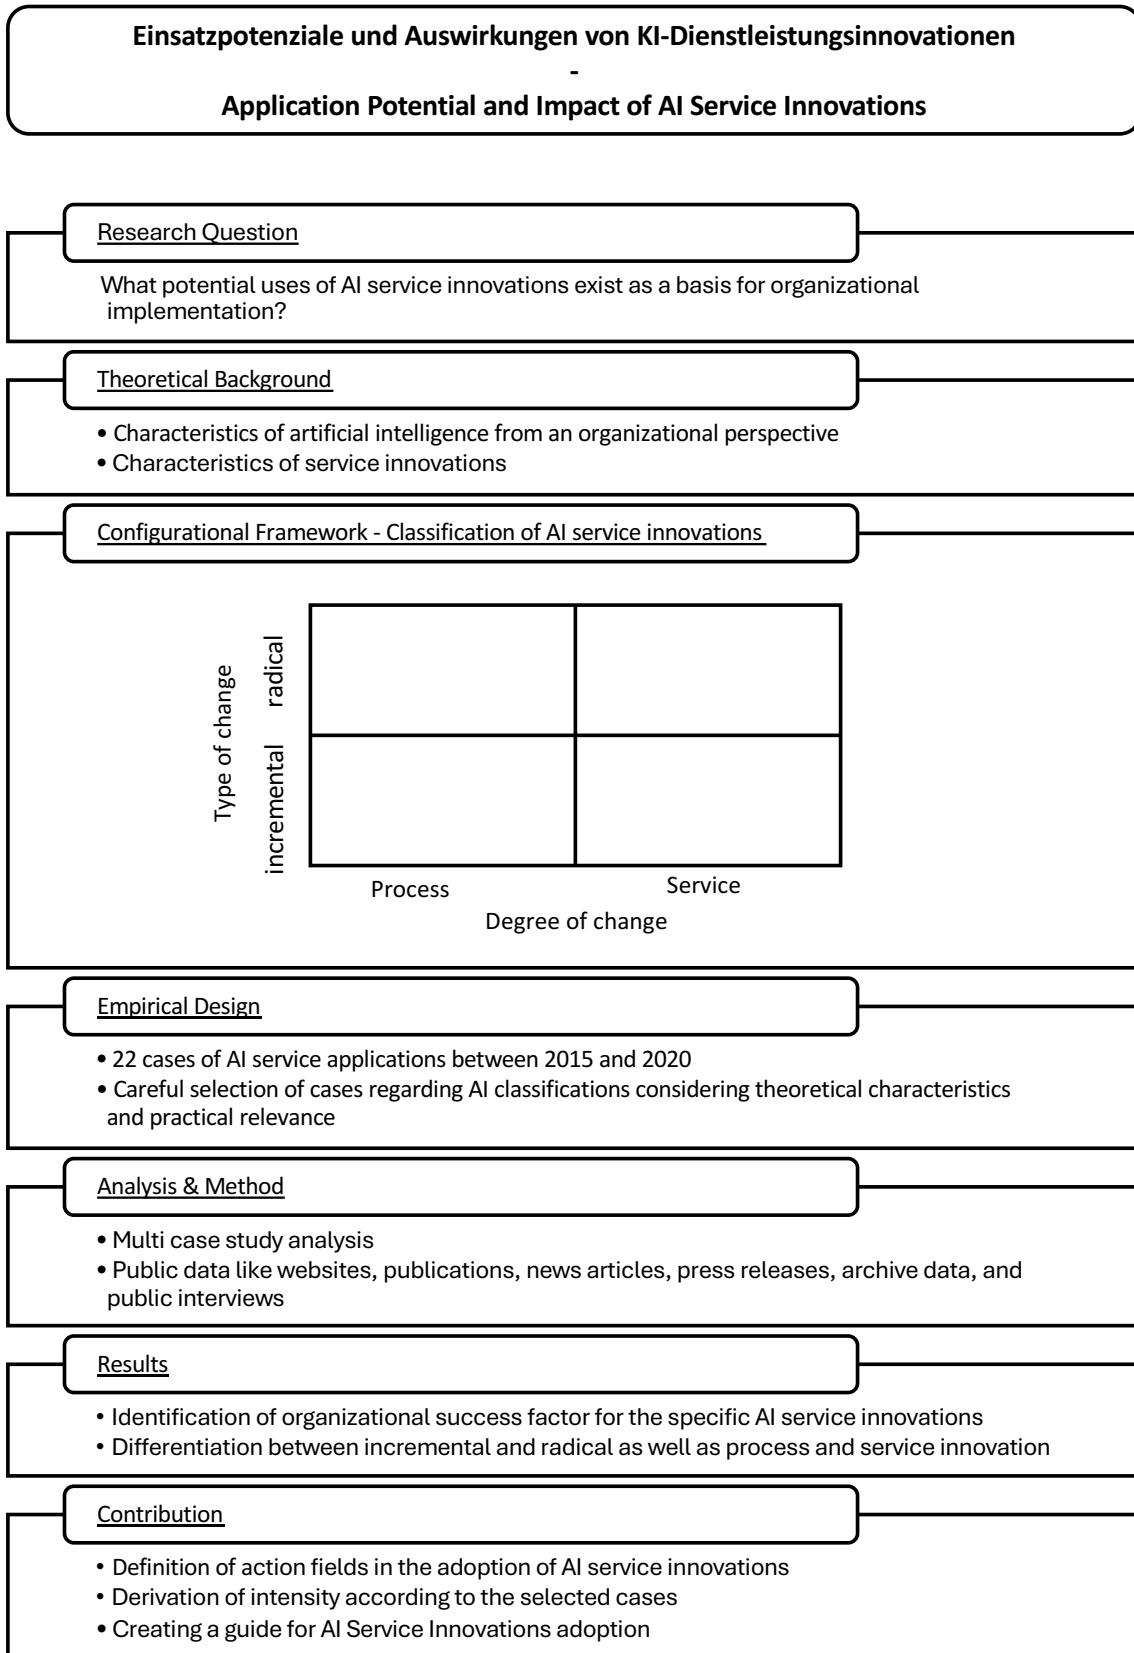 Einsatzpotenziale und Auswirkungen von KI-Dienstleistungsinnovationen
-
Application Potential and Impact of AI Service Innovations
Research Question
What potential uses of AI service innovations exist as a basis for organizational
implementation?
Theoretical Background
• Characteristics of artificial intelligence from an organizational perspective
• Characteristics of service innovations
Configurational Framework - Classification of AI service innovations
Type of change
radical
incremental
Process
Service
Degree of change
Empirical Design
• 22 cases of AI service applications between 2015 and 2020
• Careful selection of cases regarding AI classifications considering theoretical characteristics
and practical relevance
Analysis & Method
• Multi case study analysis
• Public data like websites, publications, news articles, press releases, archive data, and
public interviews
Results
• Identification of organizational success factor for the specific AI service innovations
• Differentiation between incremental and radical as well as process and service innovation
Contribution
• Definition of action fields in the adoption of AI service innovations
• Derivation of intensity according to the selected cases
• Creating a guide for AI Service Innovations adoption